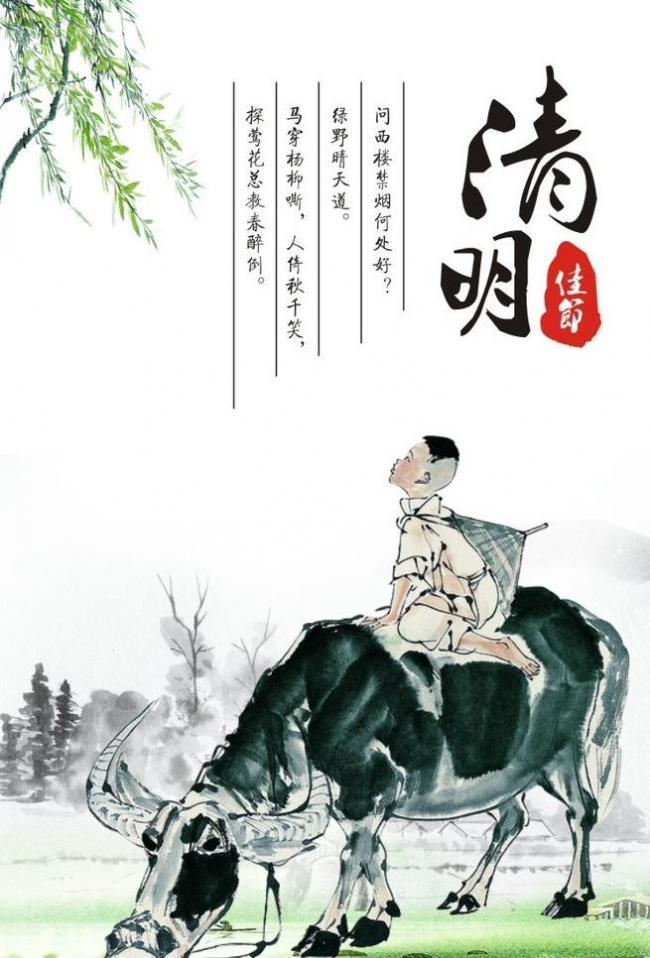 清明
佳節
问西楼禁烟何处好？
绿野晴天道。
马穿杨柳嘶，人倚秋千笑，
探莺花总教春醉倒。